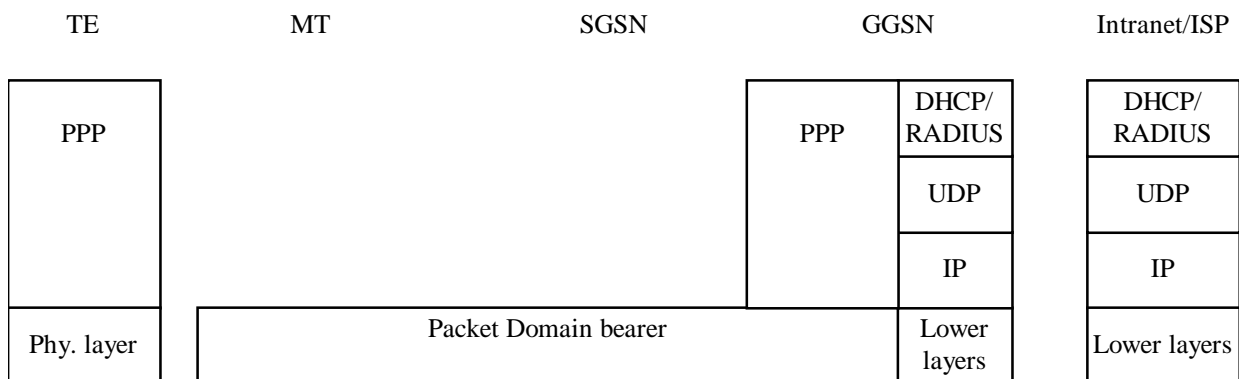 TE MT SGSN GGSN Intranet/ISP
DHCP/ DHCP/
PPP PPP RADIUS RADIUS
UDP UDP
IP IP
Packet Domain bearer Lower
Phy. layer layers Lower layers